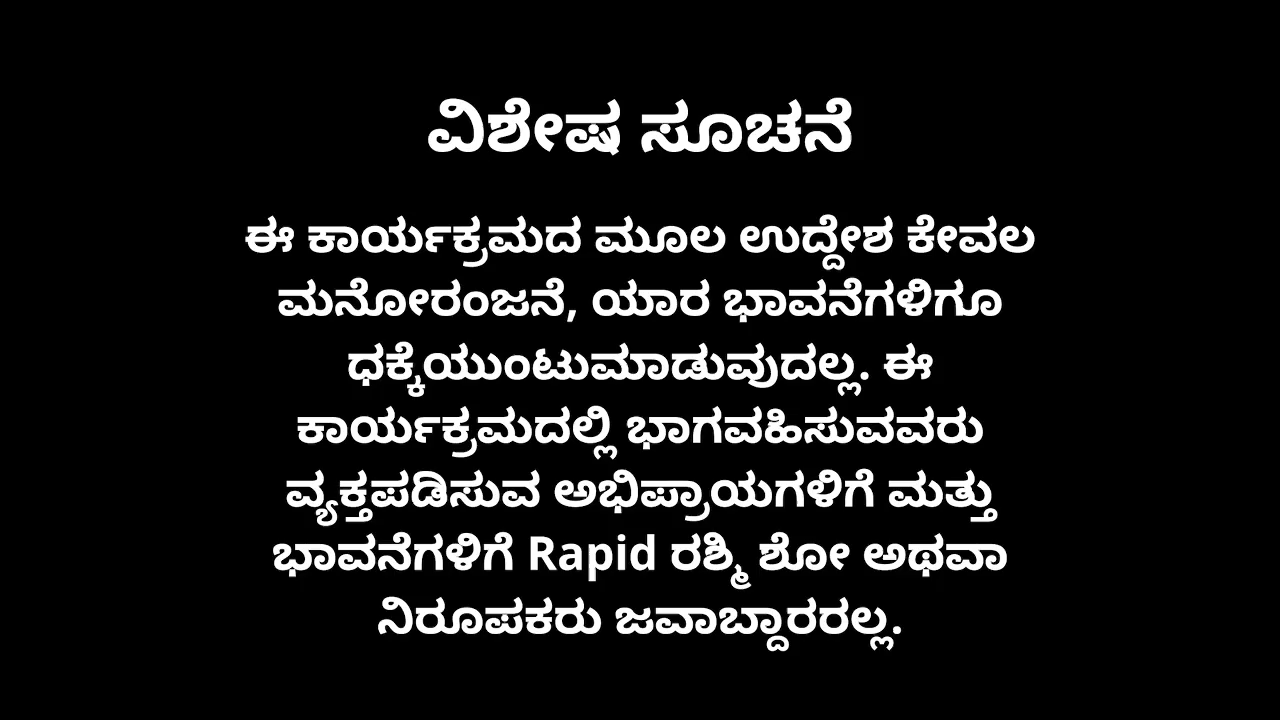 ವಿಶೇಷ ಸೂಚನೆ
ಈ ಕಾರ್ಯಕ್ರಮದ ಮೂಲ ಉದ್ದೇಶ ಕೇವಲ
ಮನೋರಂಜನೆ, ಯಾರ ಭಾವನೆಗಳಿಗೂ
ಧಕ್ಕೆಯುಂಟುಮಾಡುವುದಲ್ಲ. ಈ
ಕಾರ್ಯಕ್ರಮದಲ್ಲಿ ಭಾಗವಹಿಸುವವರು
ವ್ಯಕ್ತಪಡಿಸುವ ಅಭಿಪ್ರಾಯಗಳಿಗೆ ಮತ್ತು
ಭಾವನೆಗಳಿಗೆ Rapid ರಶ್ಮಿ ಶೋ ಅಥವಾ
ನಿರೂಪಕರು ಜವಾಬ್ದಾರರಲ್ಲ.